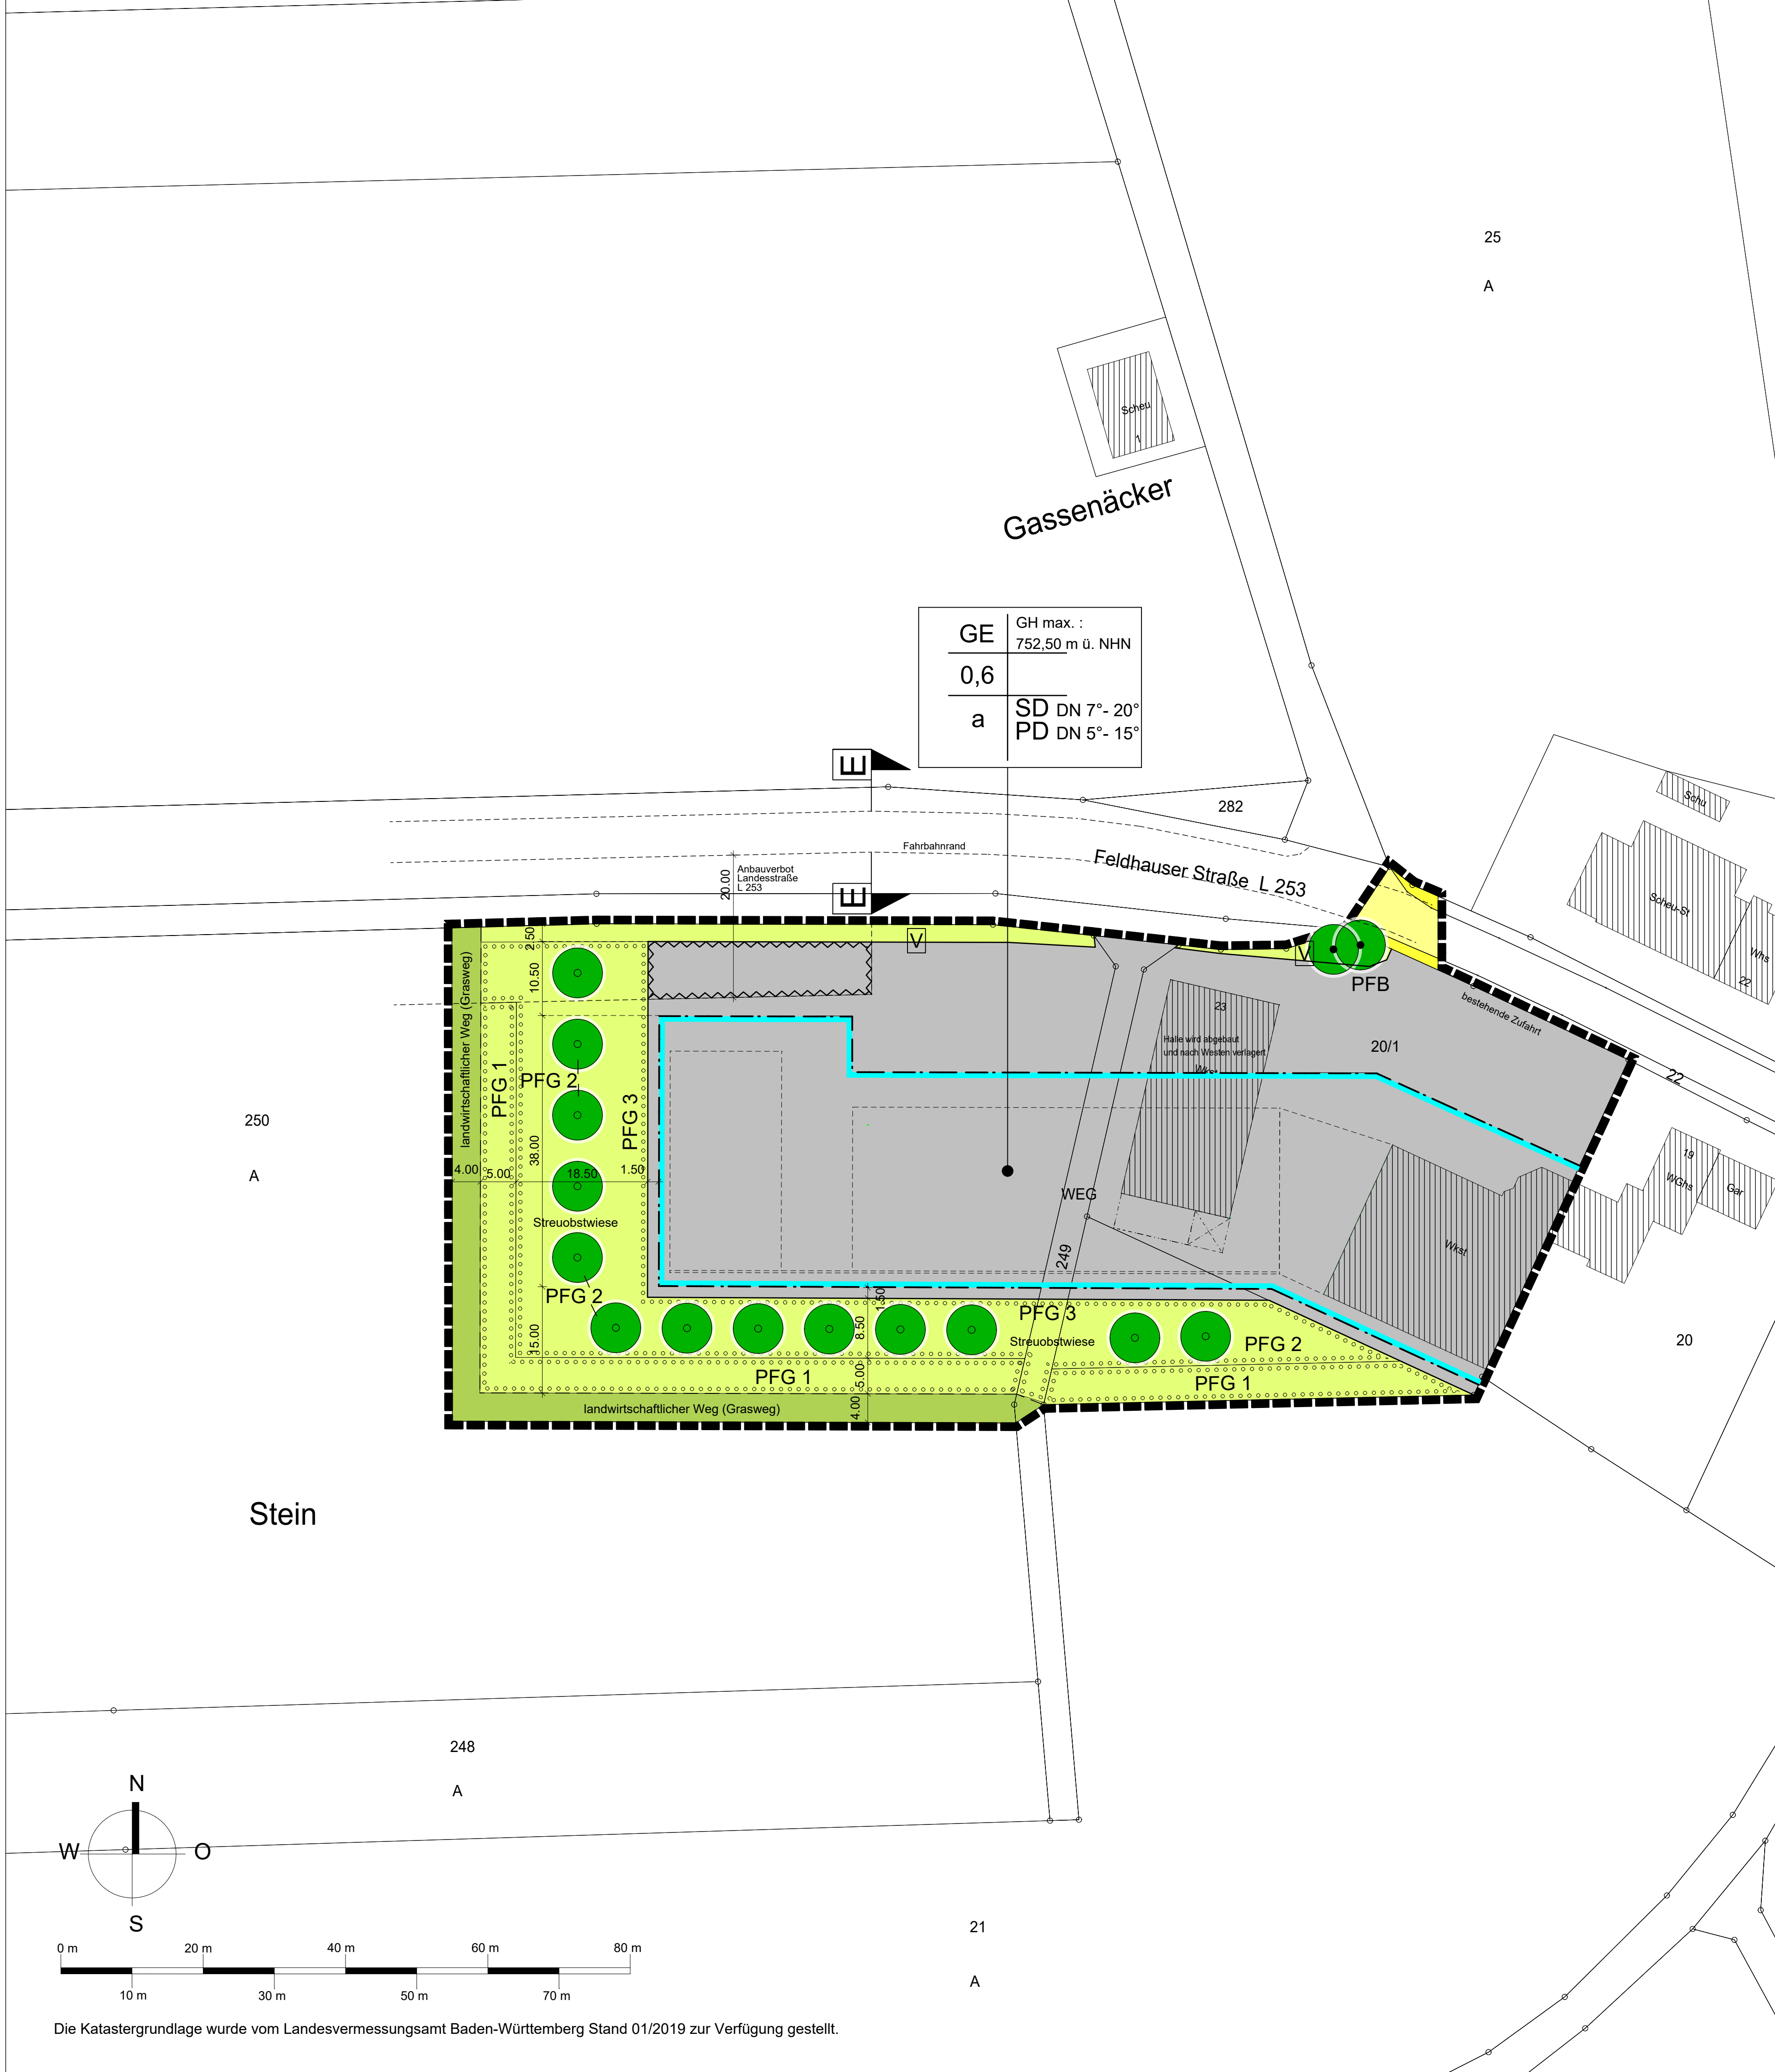 25
A
Scheu
1
Gassenäcker
GE
GH max. :
752,50 m ü. NHN
0,6
a
SD DN 7°- 20°
PD DN 5°- 15°
E
282
Schu
Fahrbahnrand
Feldhauser Straße L 253
Anbauverbot
Landesstraße
L 253
20.00
E
Scheu-St
Whs
22
V
V
PFB
2.50
10.50
landwirtschaftlicher Weg (Grasweg)
bestehende Zufahrt
23
Halle wird abgebaut
und nach Westen verlagert
Wkst
20/1
22
PFG 1
PFG 2
PFG 3
250
A
38.00
4.00
5.00
18.50
1.50
Streuobstwiese
WEG
249
19
WGhs
Gar
Wkst
PFG 2
15.00
1.50
8.50
PFG 3
Streuobstwiese
PFG 2
20
PFG 1
5.00
PFG 1
landwirtschaftlicher Weg (Grasweg)
4.00
Stein
248
A
N
W
O
S
21
A
0 m
20 m
40 m
60 m
80 m
10 m
30 m
50 m
70 m
Die Katastergrundlage wurde vom Landesvermessungsamt Baden-Württemberg Stand 01/2019 zur Verfügung gestellt.